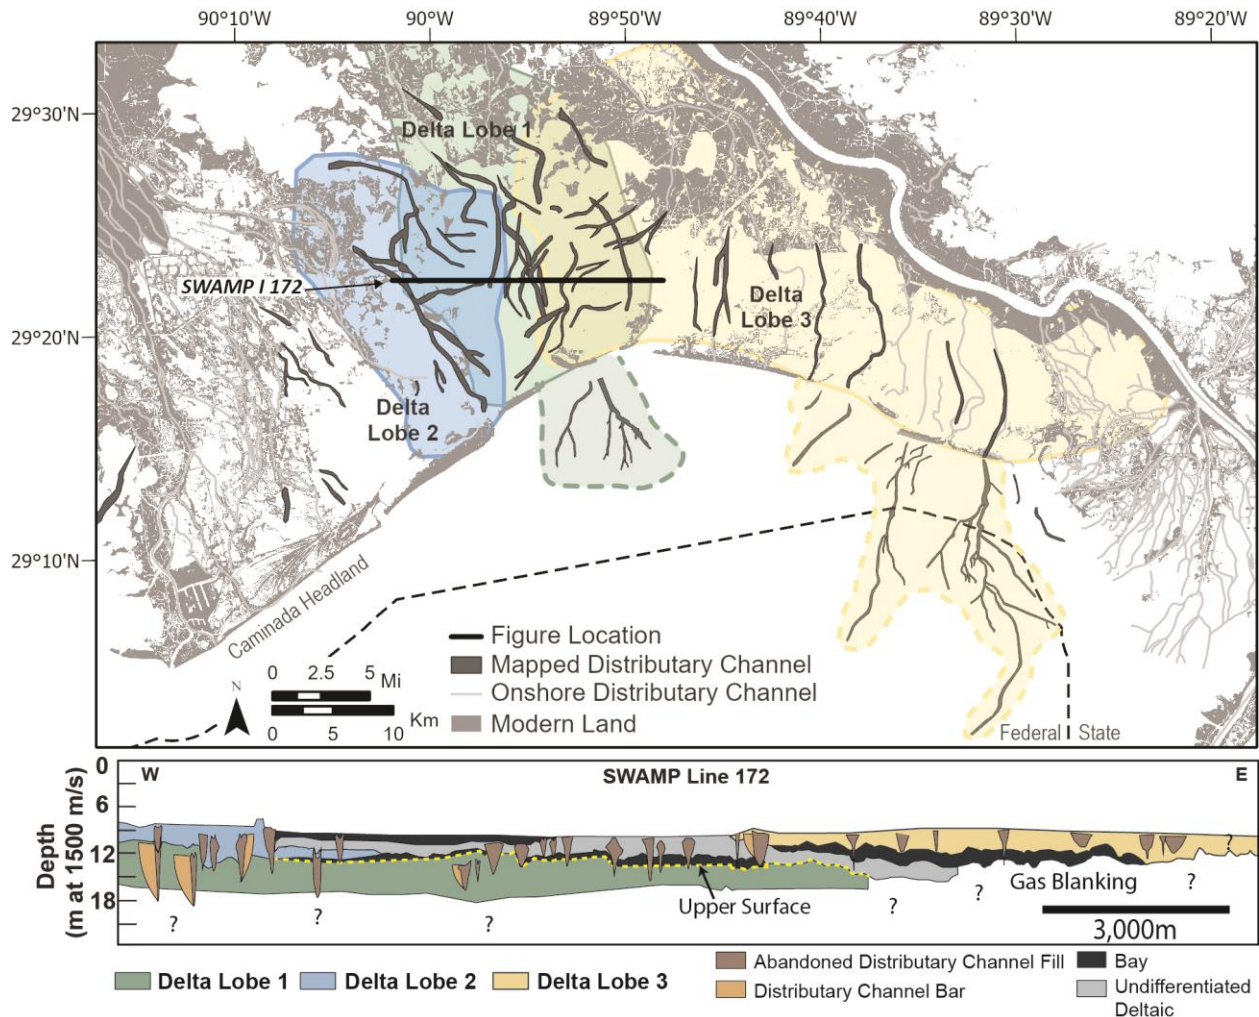 90°10'W 90°0'W 89°50'W 89°40'W 89°30'W 89°20'W
29°30'N
29°20'N
29°10'N
Delta Lobe 1
SWAMP I 172
Delta
Lobe 3
Delta
Lobe 2
Caminada Headland
Figure Location
Mapped Distributary Channel
Onshore Distributary Channel
Modern Land
N
0 2.5 5 Mi
0 5 10 Km
Federal State
Depth
(m at 1500 m/s)
0
6
12
18
W
SWAMP Line 172
E
?
?
?
?
?
?
?
Upper Surface
Gas Blanking
3,000m
Delta Lobe 1
Delta Lobe 2
Delta Lobe 3
Abandoned Distributary Channel Fill
Distributary Channel Bar
Bay
Undifferentiated
Deltaic